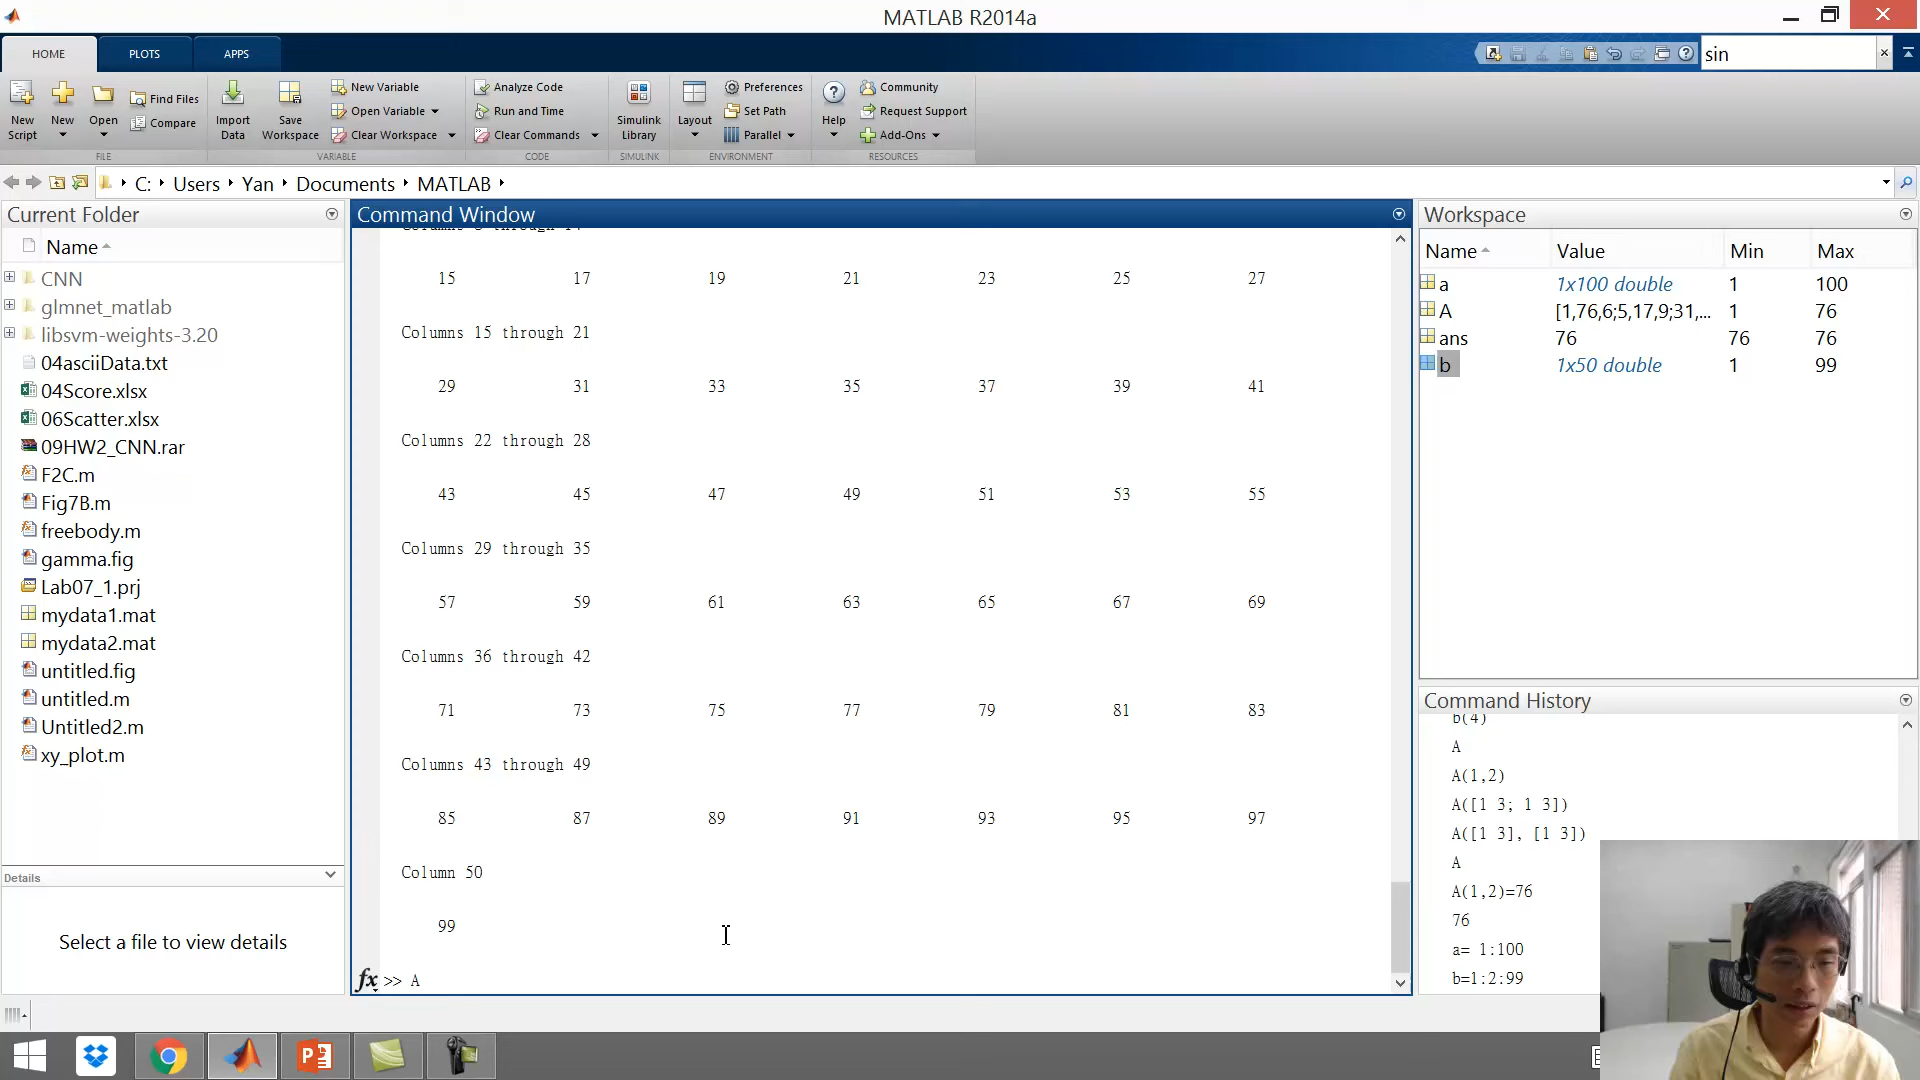 MATLAB R2014a
HOME PLOTS APPS
sin
New Script
New
Open
Find Files
Compare
FILE
Import Data
Save Workspace
New Variable
Open Variable
Clear Workspace
VARIABLE
Analyze Code
Run and Time
Clear Commands
CODE
Simulink Library
SIMULINK
Layout
Preferences
Set Path
Parallel
ENVIRONMENT
Help
Community
Request Support
Add-Ons
RESOURCES
C: Users Yan Documents MATLAB
Current Folder
Name
CNN
glmnet_matlab
libsvm-weights-3.20
04asciiData.txt
04Score.xlsx
06Scatter.xlsx
09HW2_CNN.rar
F2C.m
Fig7B.m
freebody.m
gamma.fig
Lab07_1.prj
mydata1.mat
mydata2.mat
untitled.fig
untitled.m
Untitled2.m
xy_plot.m
Details
Select a file to view details
Command Window
15 17 19 21 23 25 27
Columns 15 through 21
29 31 33 35 37 39 41
Columns 22 through 28
43 45 47 49 51 53 55
Columns 29 through 35
57 59 61 63 65 67 69
Columns 36 through 42
71 73 75 77 79 81 83
Columns 43 through 49
85 87 89 91 93 95 97
Column 50
99
fx >> A
Workspace
Name Value Min Max
a 1x100 double 1 100
A [1,76,6;5,17,9;31,... 1 76
ans 76 76 76
b 1x50 double 1 99
Command History
b(4)
A
A(1,2)
A([1 3; 1 3])
A([1 3], [1 3])
A
A(1,2)=76
76
a= 1:100
b=1:2:99